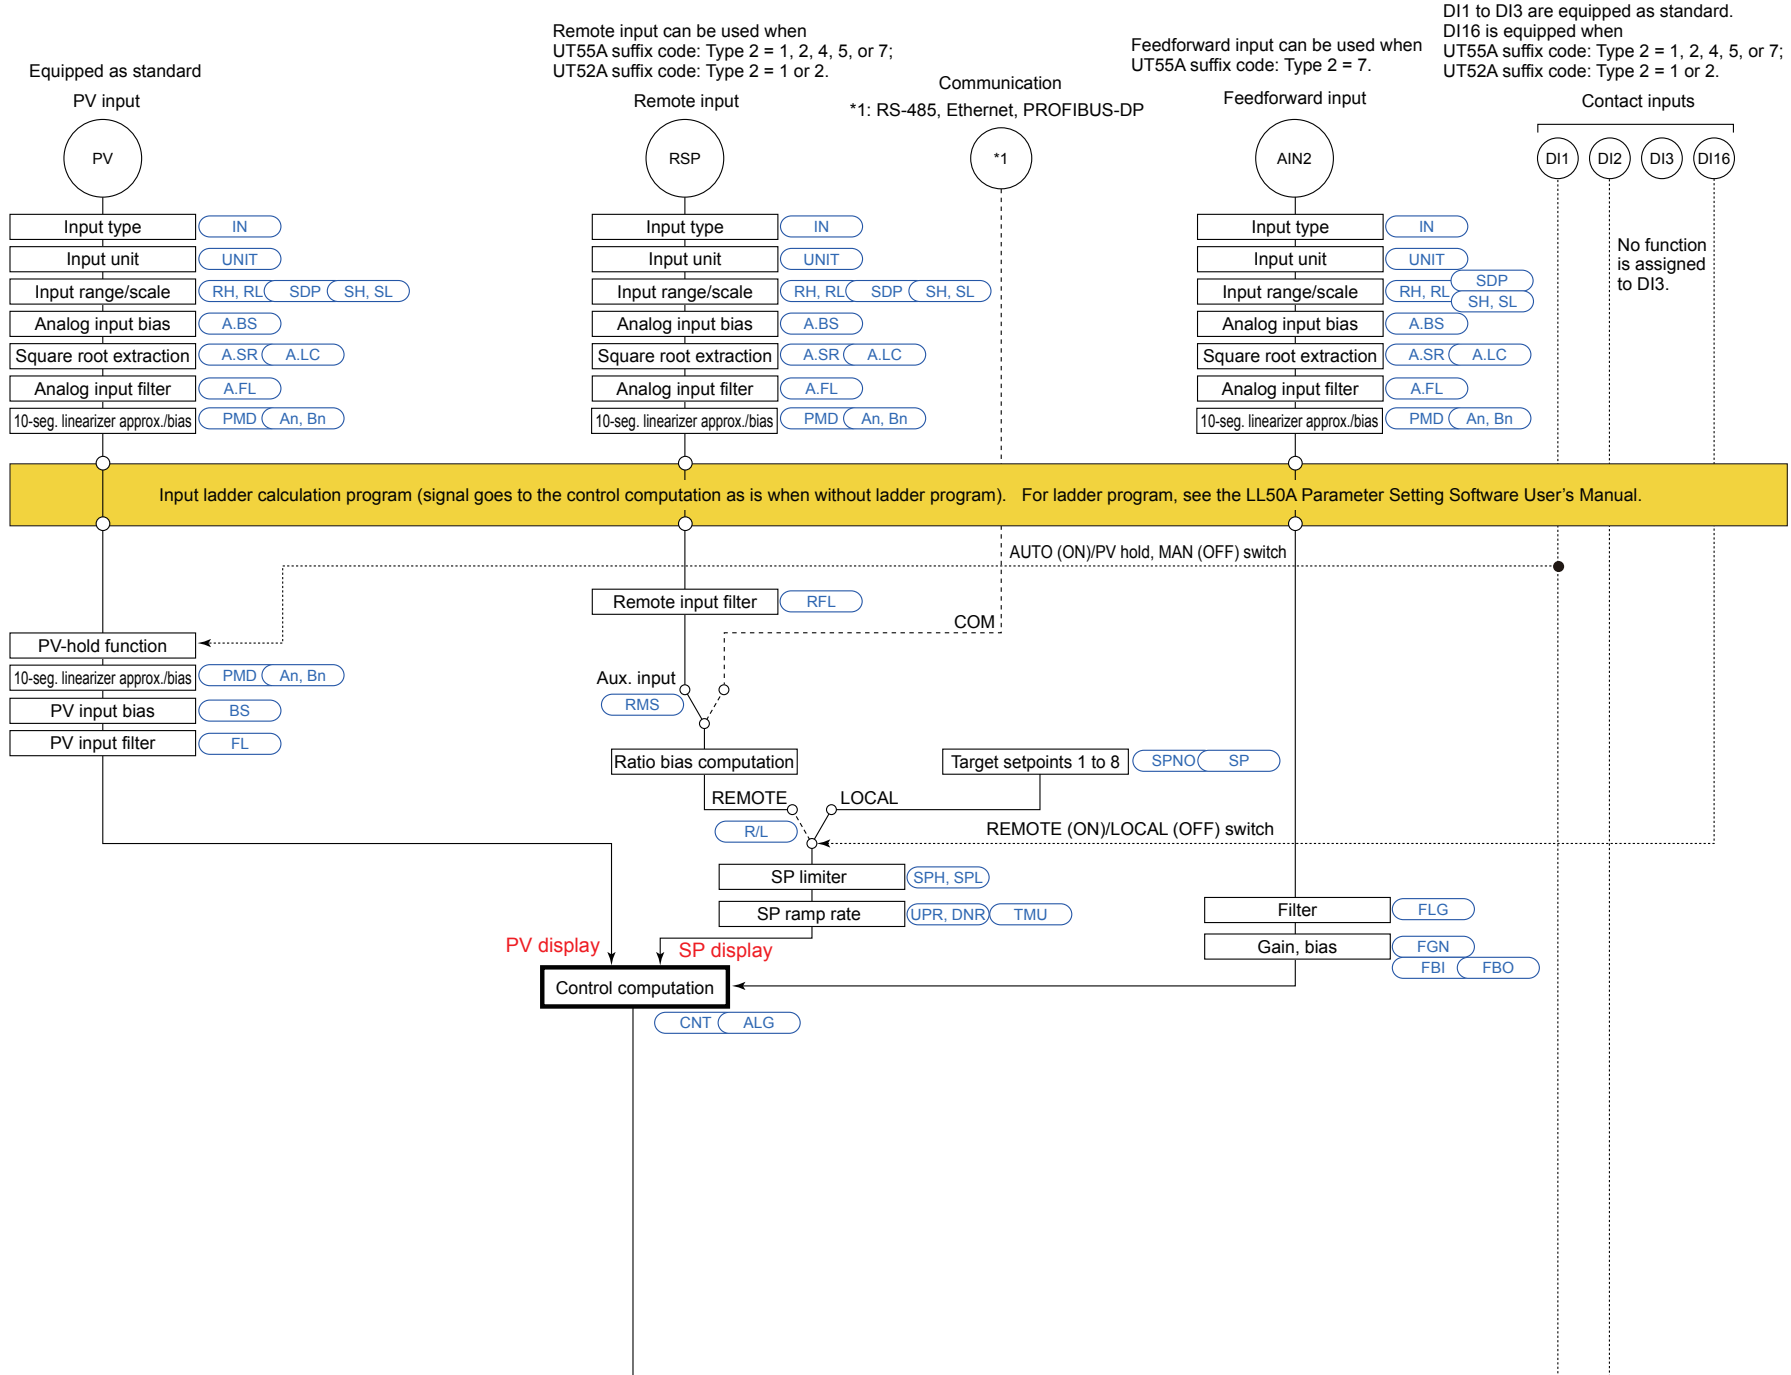 DI1 to DI3 are equipped as standard.
DI16 is equipped when
UT55A suffix code: Type 2 = 1, 2, 4, 5, or 7;
UT52A suffix code: Type 2 = 1 or 2.
Remote input can be used when
UT55A suffix code: Type 2 = 1, 2, 4, 5, or 7;
UT52A suffix code: Type 2 = 1 or 2.
Feedforward input can be used when
UT55A suffix code: Type 2 = 7.
Equipped as standard
PV input
Remote input
Communication
*1: RS-485, Ethernet, PROFIBUS-DP
Feedforward input
Contact inputs
PV
RSP
*1
AIN2
DI1 DI2 DI3 DI16
Input type IN
Input unit UNIT
Input range/scale RH, RL SDP SH, SL
Analog input bias A.BS
Square root extraction A.SR A.LC
Analog input filter A.FL
10-seg. linearizer approx./bias PMD An, Bn
Input type IN
Input unit UNIT
Input range/scale RH, RL SDP SH, SL
Analog input bias A.BS
Square root extraction A.SR A.LC
Analog input filter A.FL
10-seg. linearizer approx./bias PMD An, Bn
Input type IN
Input unit UNIT
Input range/scale RH, RL SDP
SH, SL
Analog input bias A.BS
Square root extraction A.SR A.LC
Analog input filter A.FL
10-seg. linearizer approx./bias PMD An, Bn
No function
is assigned
to DI3.
Input ladder calculation program (signal goes to the control computation as is when without ladder program). For ladder program, see the LL50A Parameter Setting Software User's Manual.
AUTO (ON)/PV hold, MAN (OFF) switch
Remote input filter RFL
COM
PV-hold function
10-seg. linearizer approx./bias PMD An, Bn
PV input bias BS
PV input filter FL
Aux. input
RMS
Ratio bias computation
Target setpoints 1 to 8 SPNO SP
REMOTE LOCAL
R/L
REMOTE (ON)/LOCAL (OFF) switch
SP limiter SPH, SPL
SP ramp rate UPR, DNR TMU
Filter FLG
Gain, bias FGN
FBI FBO
PV display
SP display
Control computation
CNT ALG